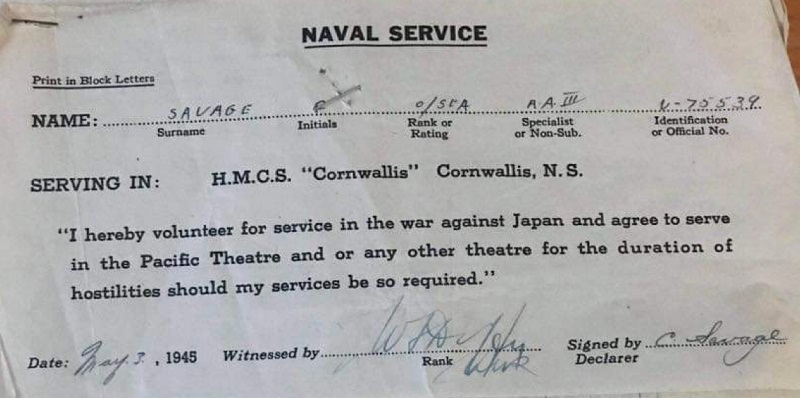 NAVAL SERVICE
Print in Block Letters
NAME: SAVAGE C O/SEA A.A III V-75539
Surname Initials Rank or Rating Specialist or Non-Sub. Identification or Official No.
SERVING IN: H.M.C.S. "Cornwallis" Cornwallis, N.S.
"I hereby volunteer for service in the war against Japan and agree to serve
in the Pacific Theatre and or any other theatre for the duration of
hostilities should my services be so required."
Date: May 3, 1945 Witnessed by Signed by C. Savage
Rank Declarer